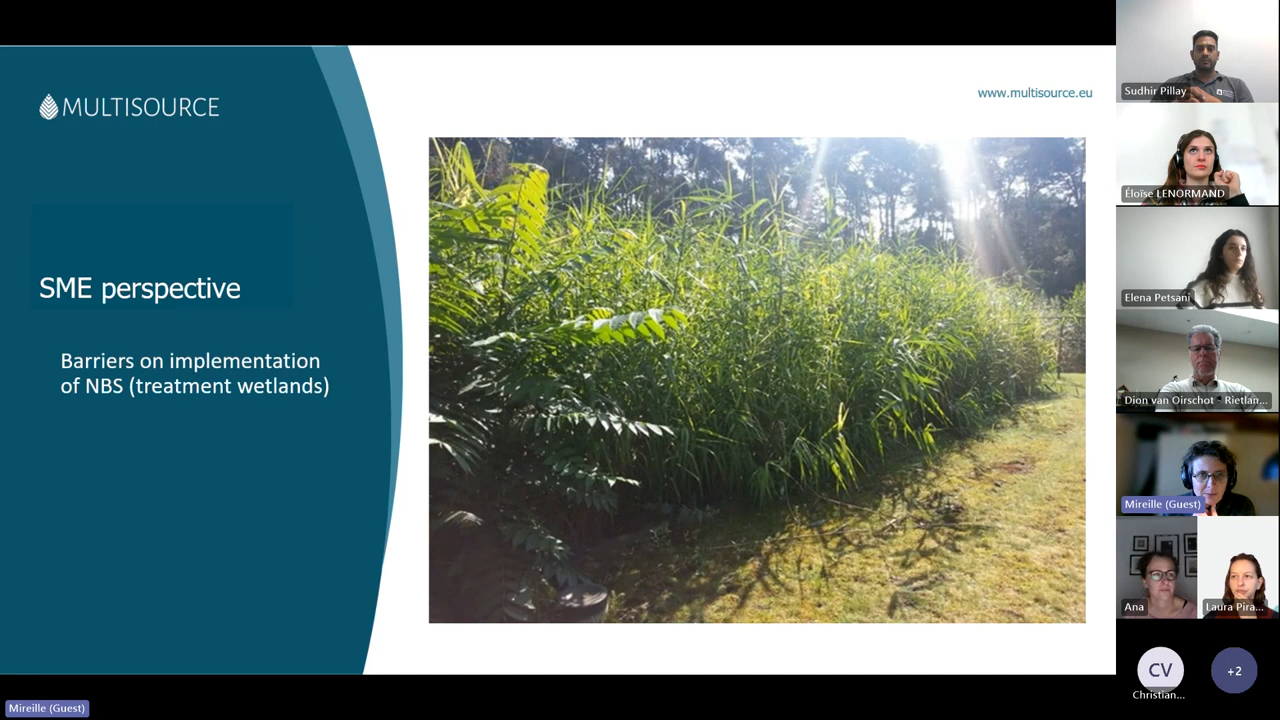 MULTISOURCE
www.multisource.eu
SME perspective
Barriers on implementation
of NBS (treatment wetlands)
Sudhir Pillay
Éloïse LENORMAND
Elena Petsani
Dion van Oirschot - Rietlan...
Mireille (Guest)
Ana
Laura Pira...
CV
Christian...
+2
Mireille (Guest)